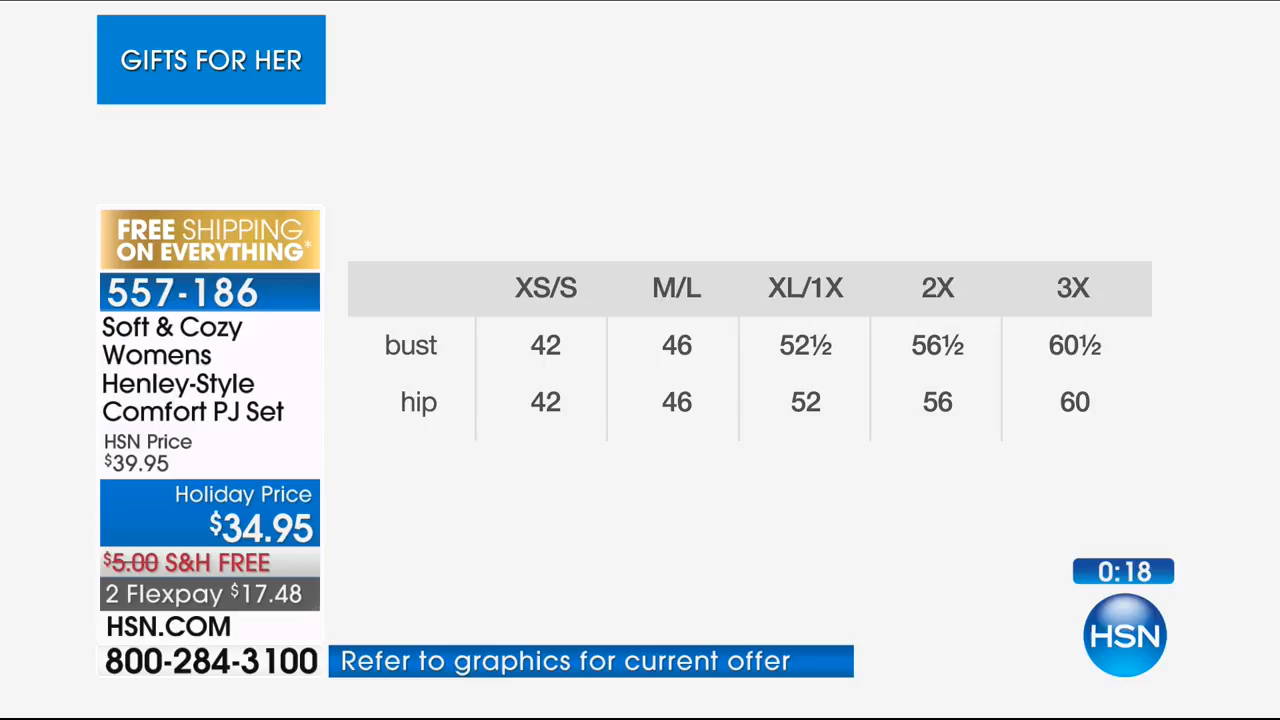 GIFTS FOR HER
FREE SHIPPING
ON EVERYTHING*
557-186
Soft & Cozy
Womens
Henley-Style
Comfort PJ Set
HSN Price
$39.95
Holiday Price
$34.95
$5.00 S&H FREE
2 Flexpay $17.48
HSN.COM
800-284-3100
XS/S M/L XL/1X 2X 3X
bust 42 46 52½ 56½ 60½
hip 42 46 52 56 60
Refer to graphics for current offer
0:18
HSN